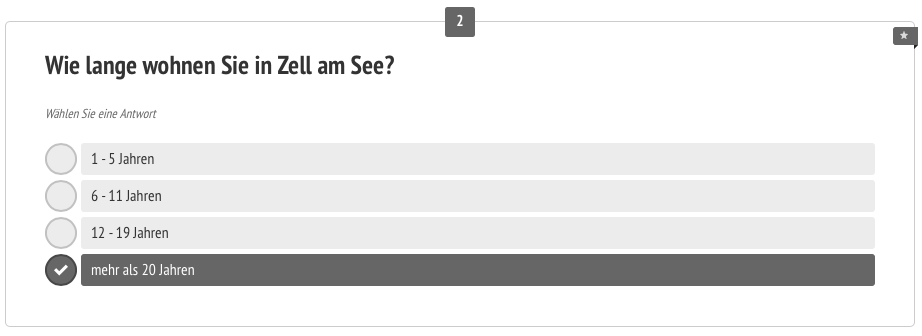 2
Wie lange wohnen Sie in Zell am See?
Wählen Sie eine Antwort
1 - 5 Jahren
6 - 11 Jahren
12 - 19 Jahren
mehr als 20 Jahren